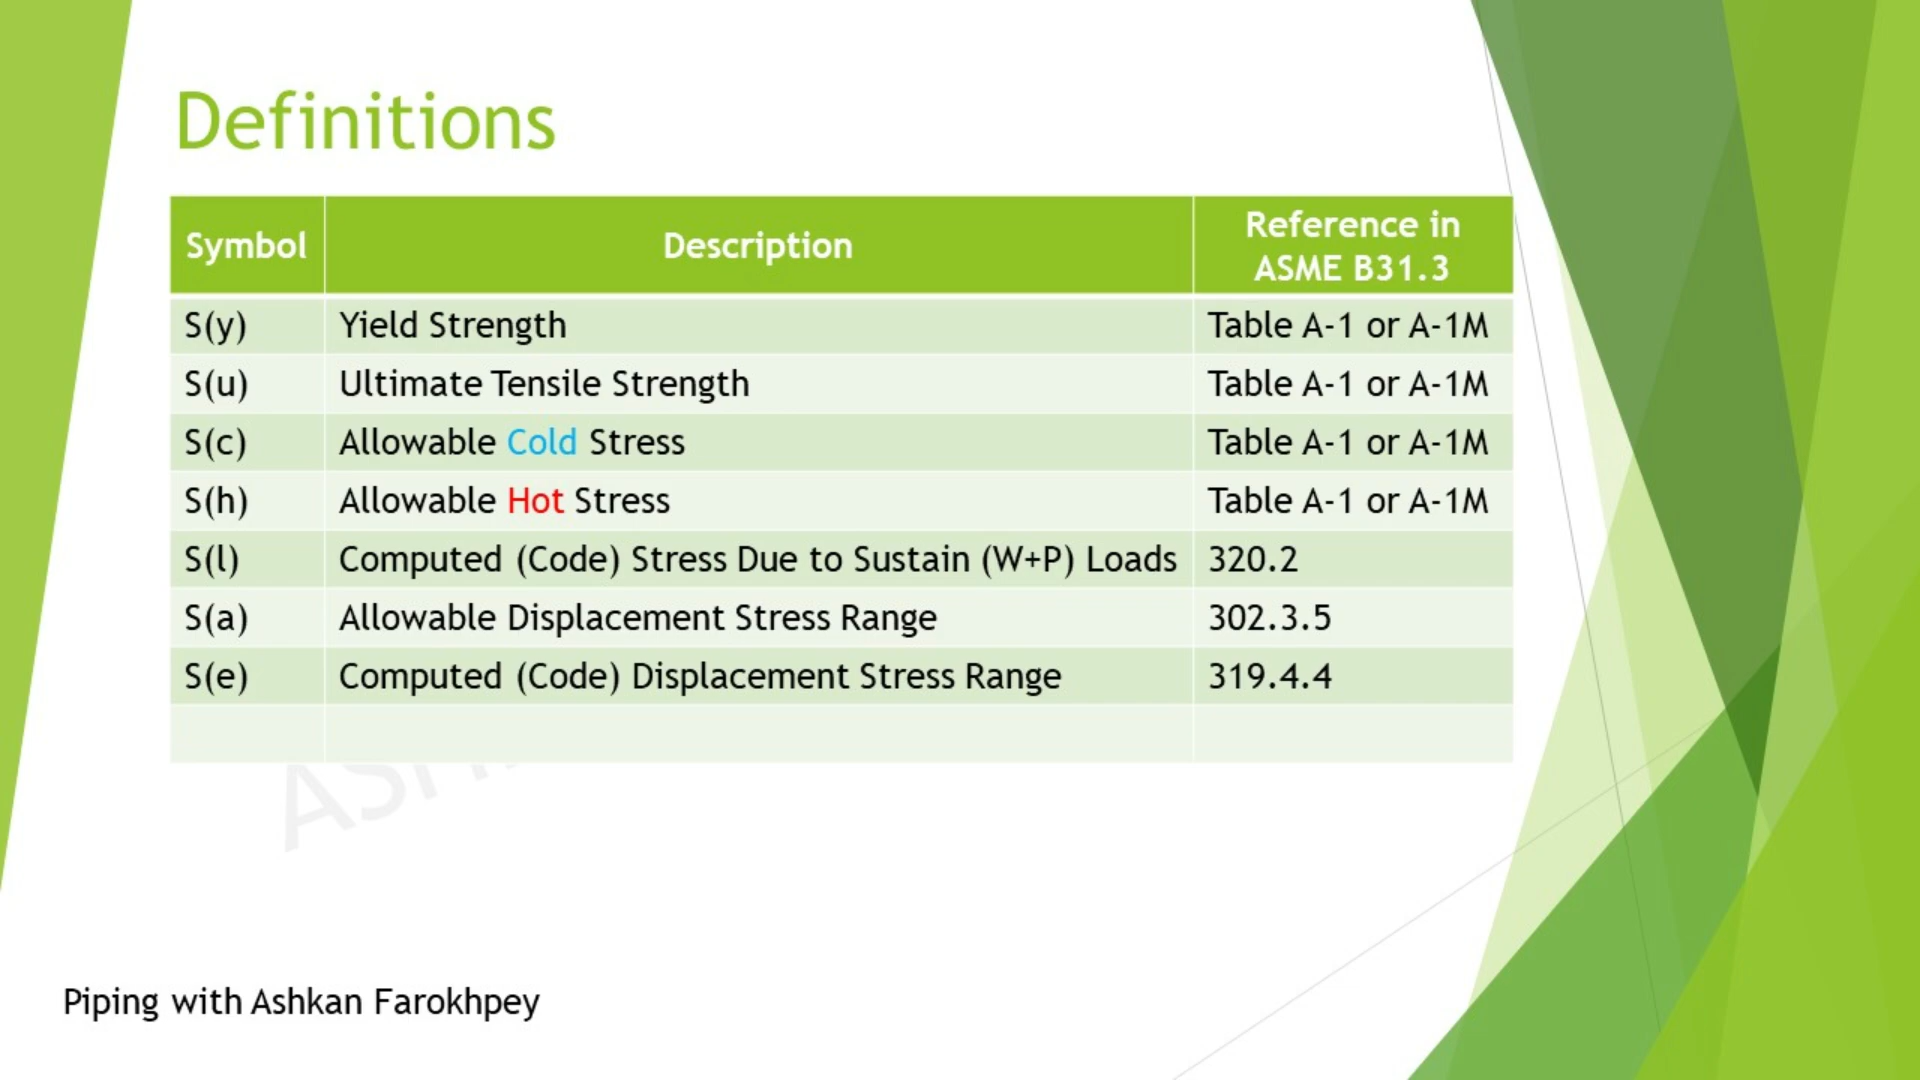 Definitions
Symbol Description Reference in
ASME B31.3
S(y) Yield Strength Table A-1 or A-1M
S(u) Ultimate Tensile Strength Table A-1 or A-1M
S(c) Allowable Cold Stress Table A-1 or A-1M
S(h) Allowable Hot Stress Table A-1 or A-1M
S(l) Computed (Code) Stress Due to Sustain (W+P) Loads 320.2
S(a) Allowable Displacement Stress Range 302.3.5
S(e) Computed (Code) Displacement Stress Range 319.4.4
Piping with Ashkan Farokhpey